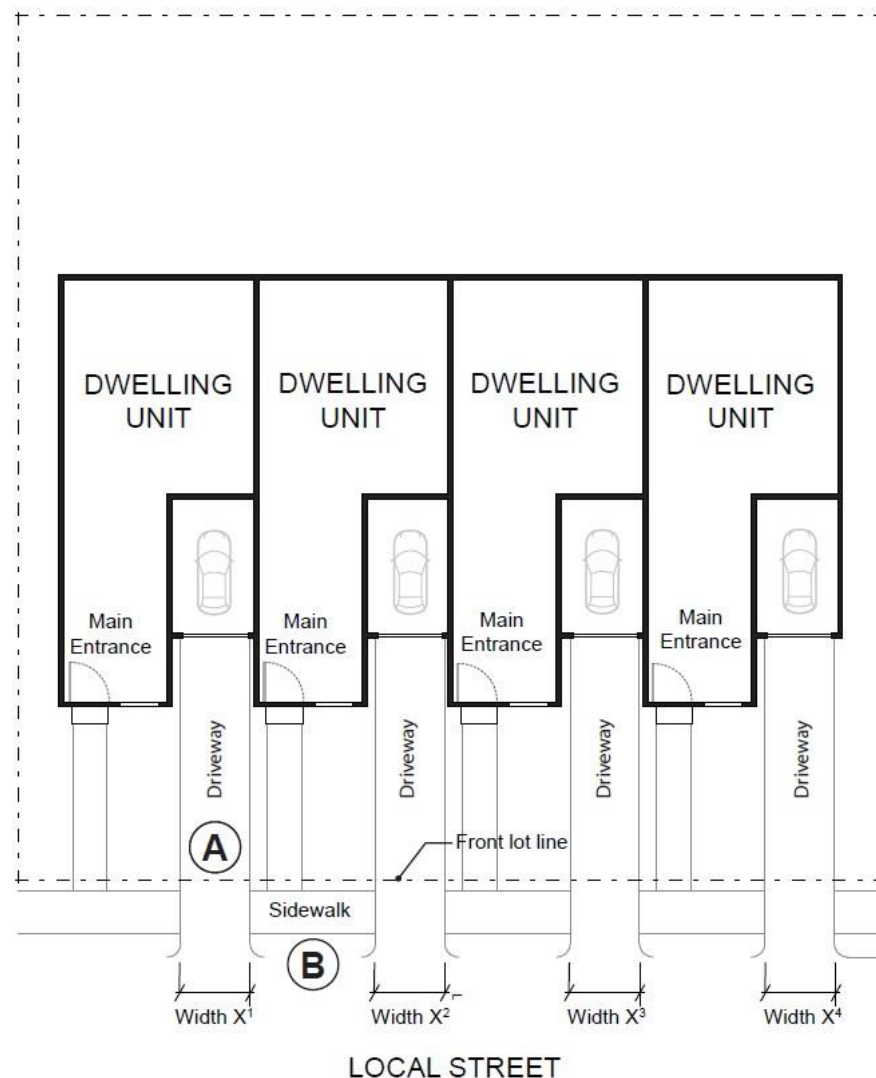 DWELLING
UNIT
DWELLING
UNIT
DWELLING
UNIT
DWELLING
UNIT
Main
Entrance
Main
Entrance
Main
Entrance
Main
Entrance
Driveway
Driveway
Driveway
Driveway
A
Front lot line
Sidewalk
B
Width X¹
Width X²
Width X³
Width X⁴
LOCAL STREET